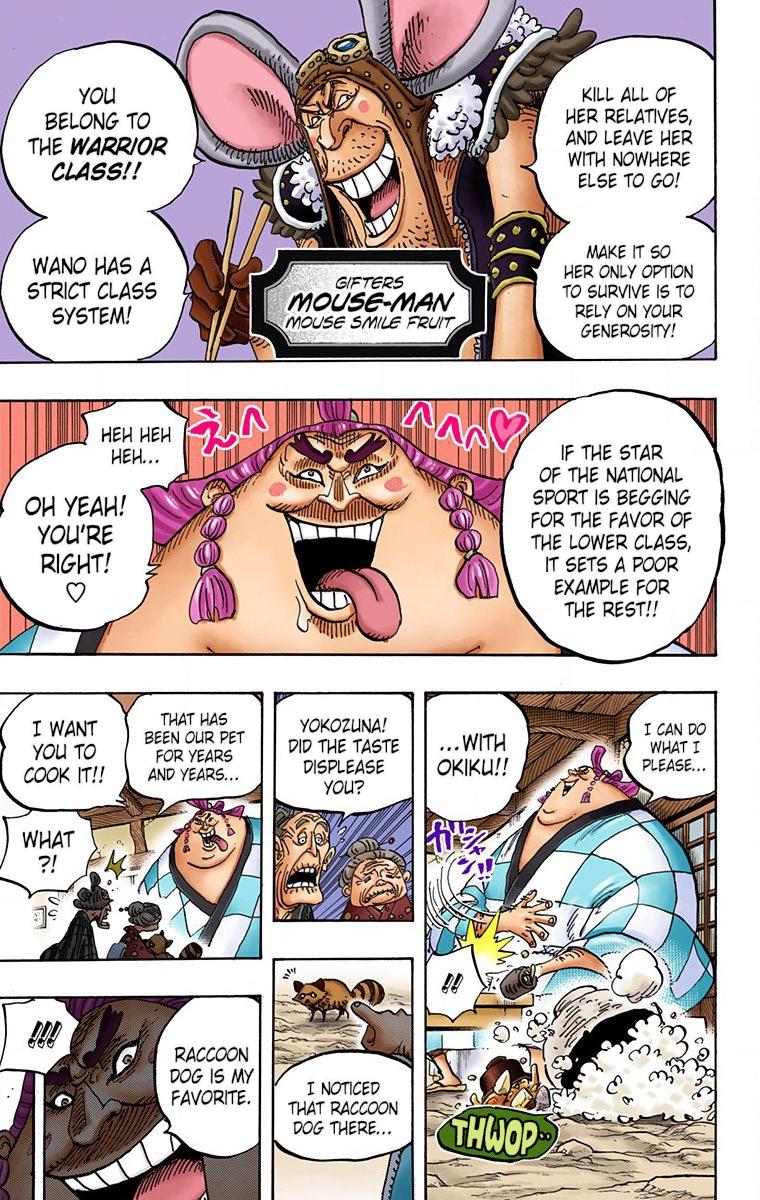 KILL ALL OF
HER RELATIVES,
AND LEAVE HER
WITH NOWHERE
ELSE TO GO!
MAKE IT SO
HER ONLY OPTION
TO SURVIVE IS TO
RELY ON YOUR
GENEROSITY!
YOU
BELONG TO
THE WARRIOR
CLASS!!
WANO HAS A
STRICT CLASS
SYSTEM!
GIFTERS
MOUSE-MAN
MOUSE SMILE FRUIT
IF THE STAR
OF THE NATIONAL
SPORT IS BEGGING
FOR THE FAVOR OF
THE LOWER CLASS,
IT SETS A POOR
EXAMPLE FOR
THE REST!!
へへへ♡
えへ
HEH HEH
HEH...
OH YEAH!
YOU'RE
RIGHT!
♡
I CAN DO
WHAT I
PLEASE...
...WITH
OKIKU!!
ガシャン!!
!!
THWOP..
YOKOZUNA!
DID THE TASTE
DISPLEASE
YOU?
I NOTICED
THAT RACCOON
DOG THERE...
THAT HAS
BEEN OUR PET
FOR YEARS
AND YEARS...
I WANT
YOU TO
COOK IT!!
WHAT
?!
RACCOON
DOG IS MY
FAVORITE.
!!!